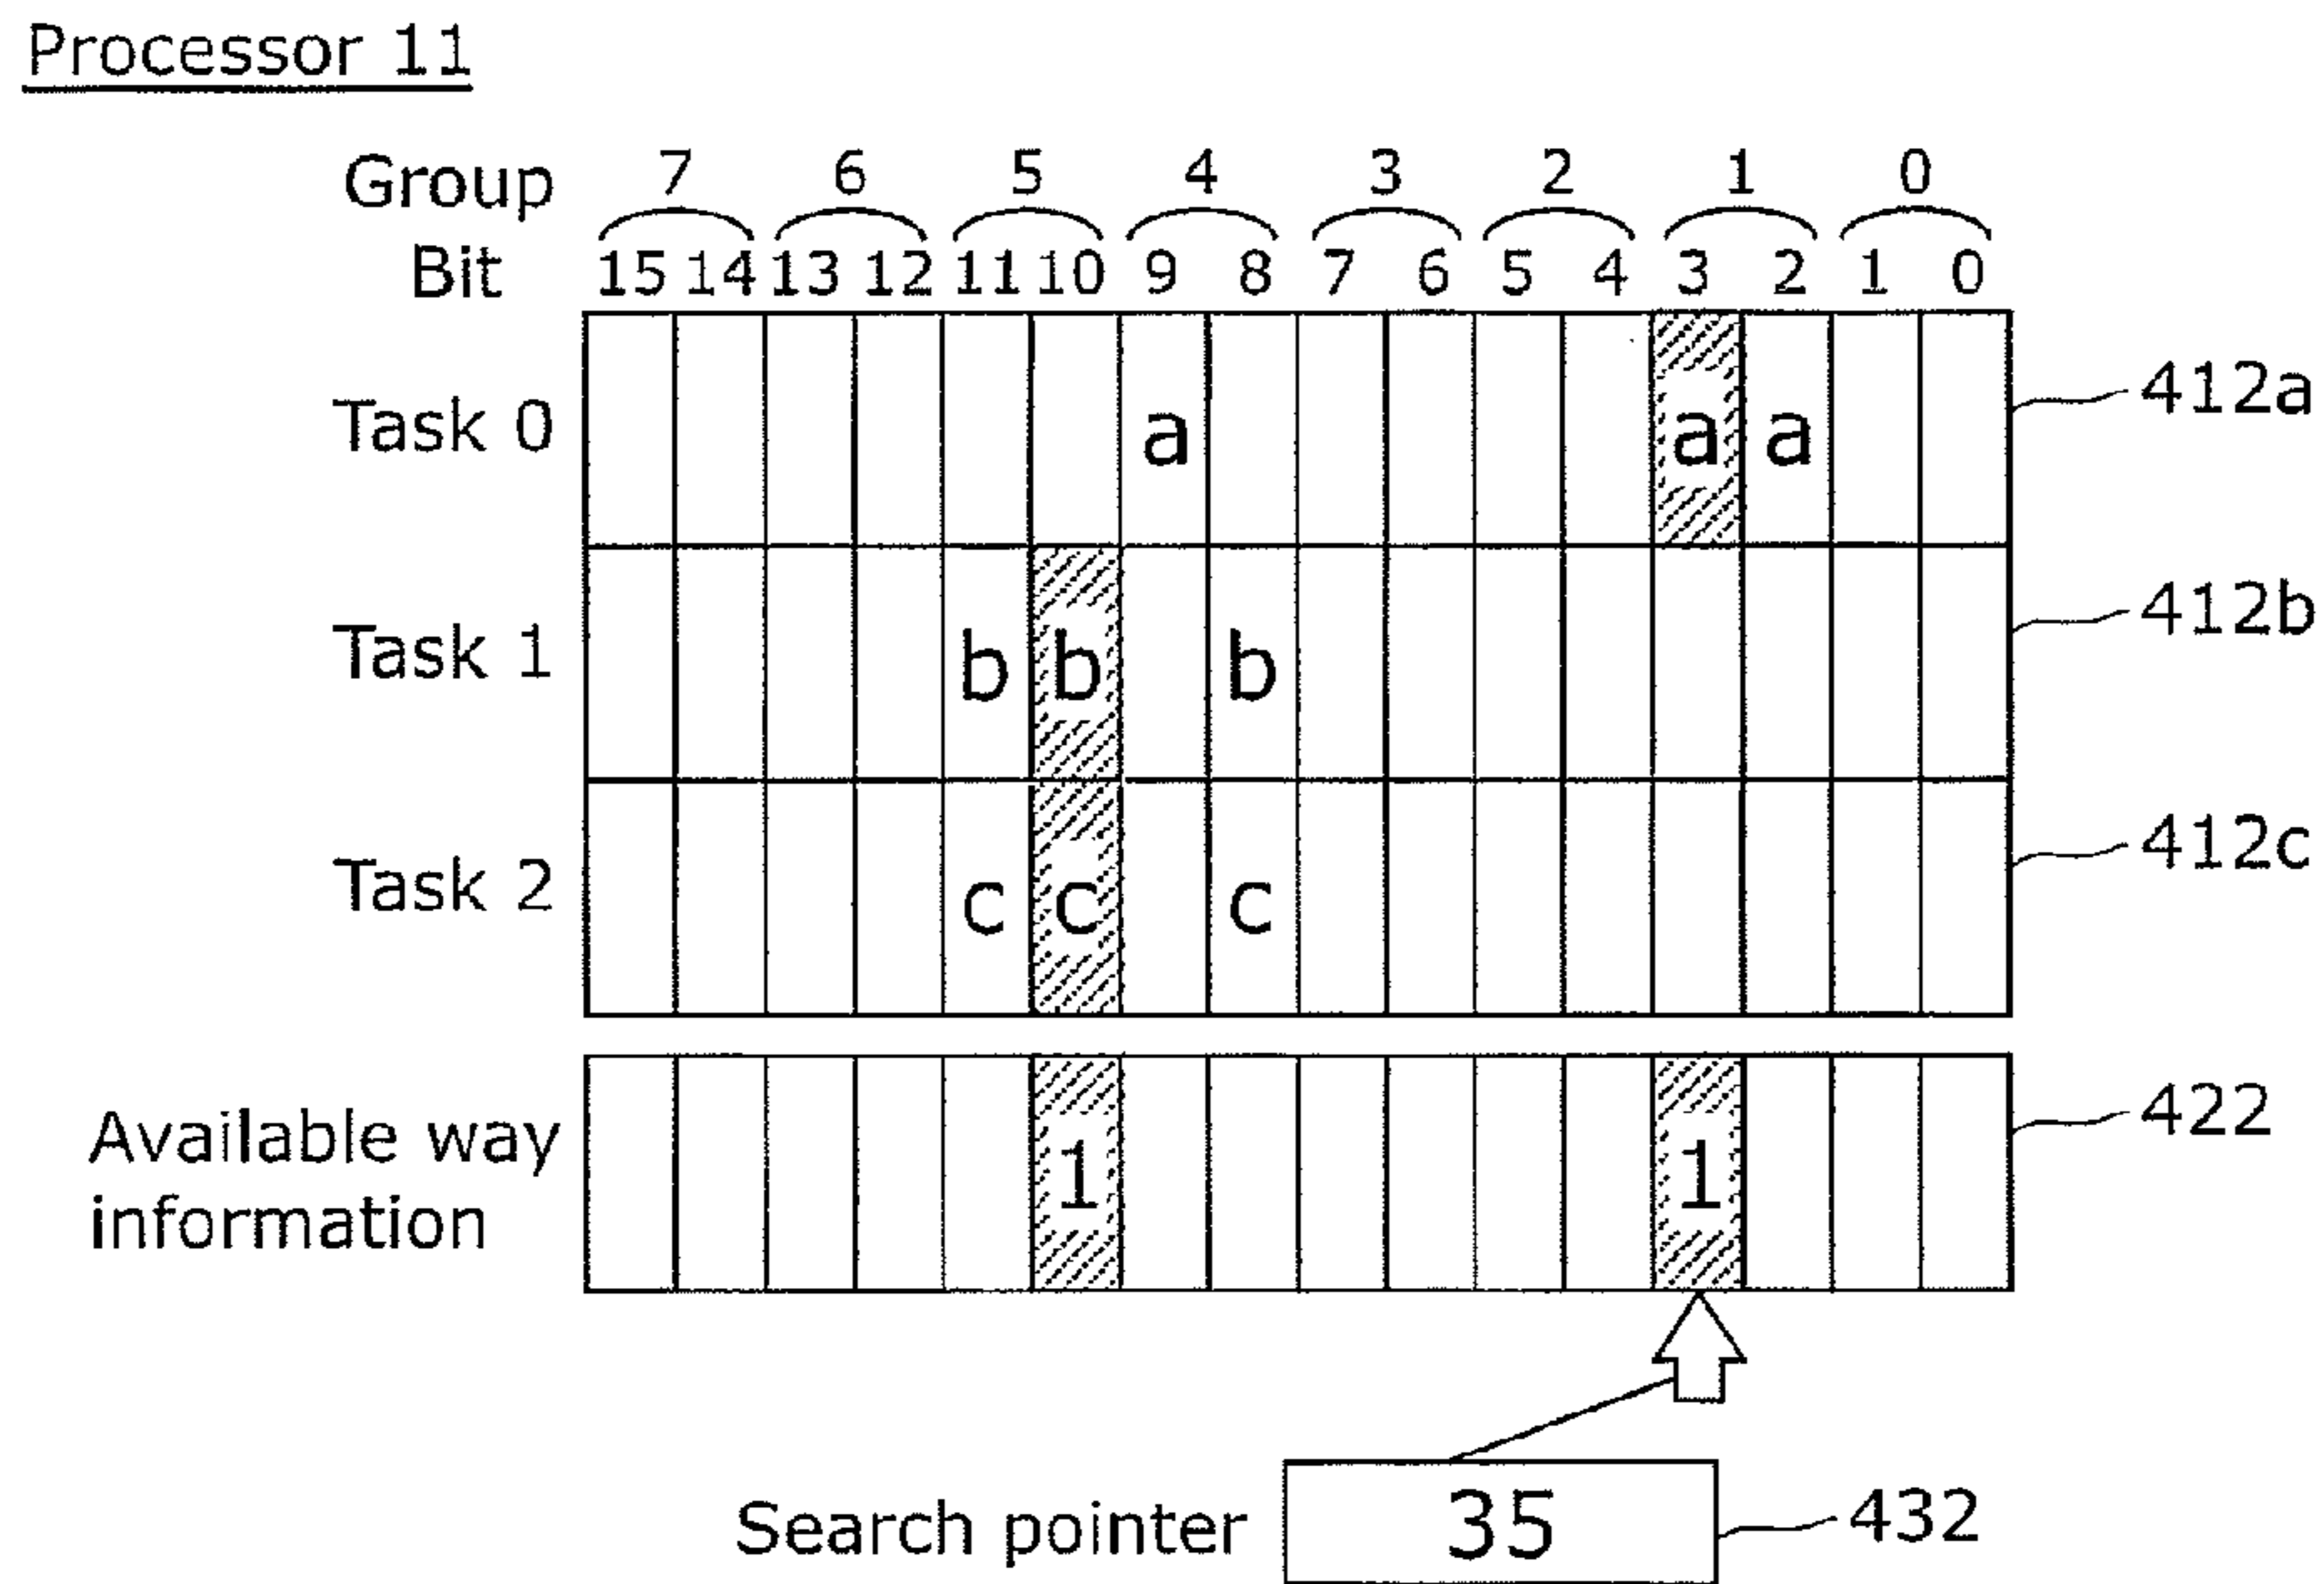 Processor 11
Group 7 6 5 4 3 2 1 0
Bit 15 14 13 12 11 10 9 8 7 6 5 4 3 2 1 0
Task 0 a a a 412a
Task 1 b b b 412b
Task 2 c c c 412c
Available way
information 1 1 422
Search pointer 35 432